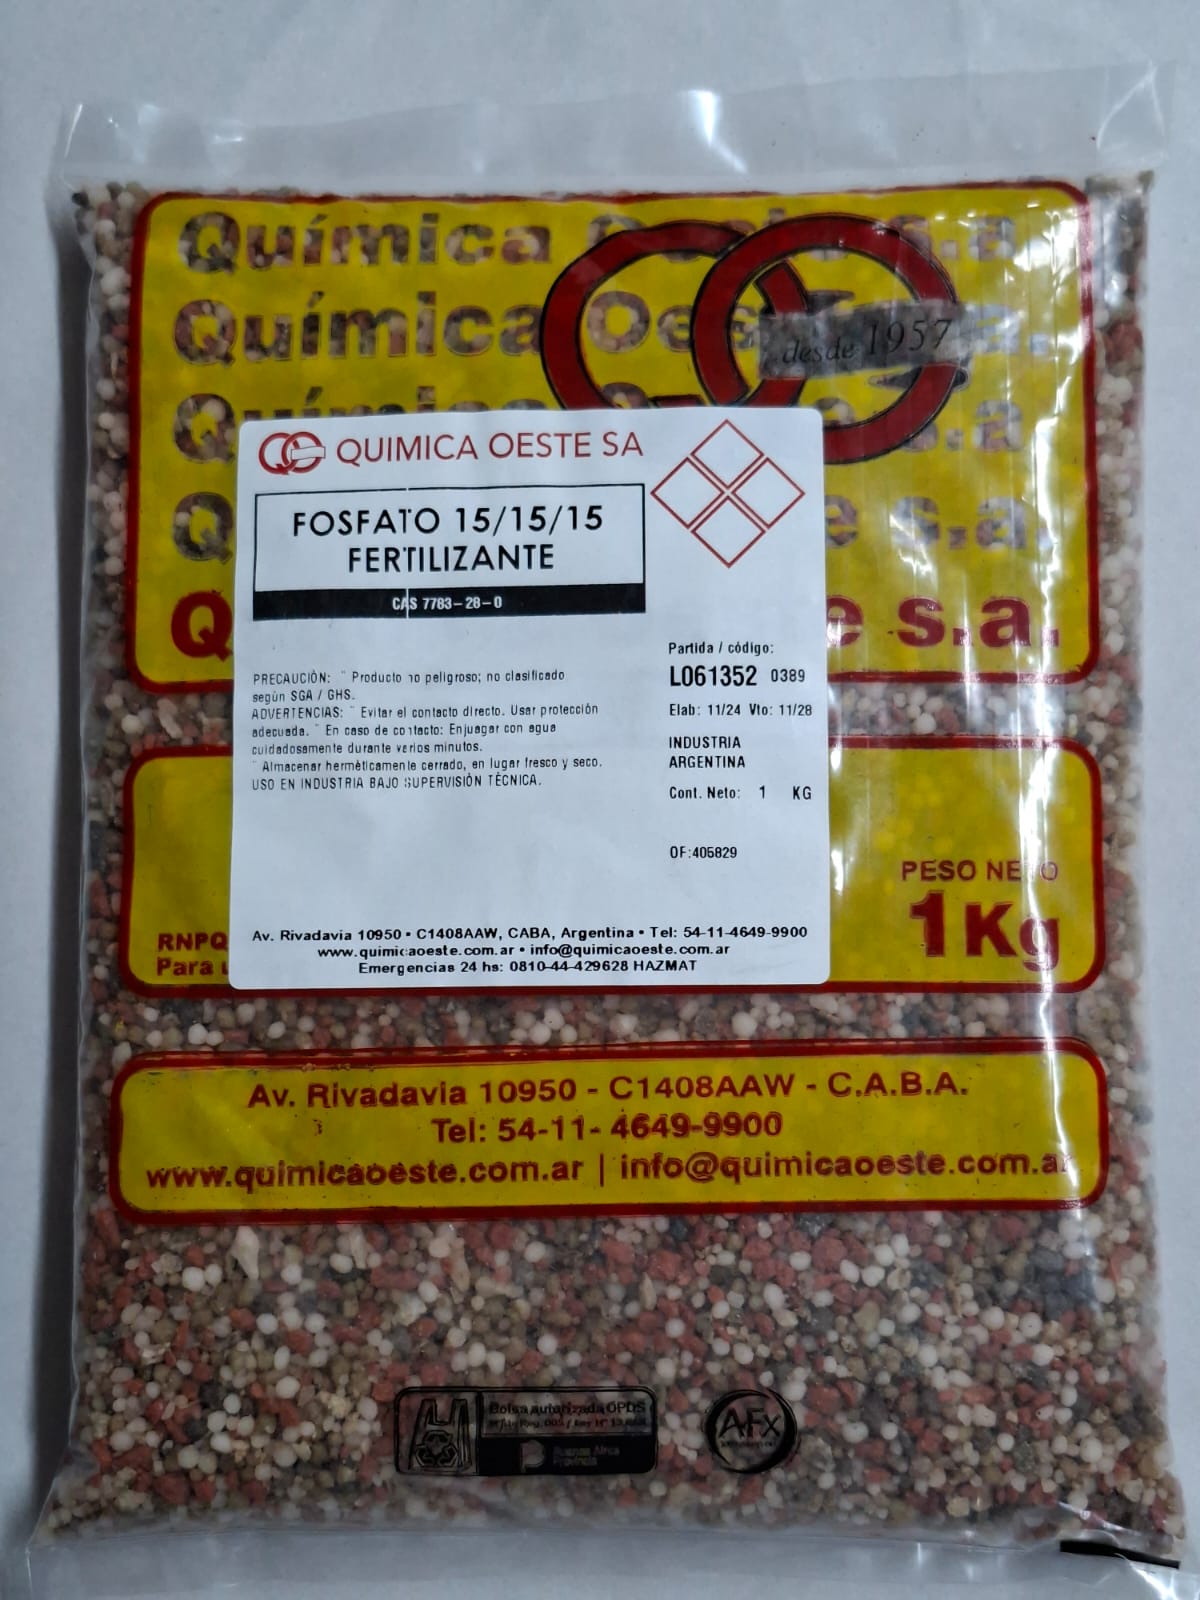 Química Oeste s.a.
Química Oes a.
desde 1957
Química s.a
Q e s.a.
Q e s.a.
QUIMICA OESTE SA
FOSFATO 15/15/15
FERTILIZANTE
CAS 7783-28-0
PRECAUCIÓN: ¨ Producto no peligroso; no clasificado
según SGA / GHS.
ADVERTENCIAS: ¨ Evitar el contacto directo. Usar protección
adecuada. ¨ En caso de contacto: Enjuagar con agua
cuidadosamente durante varios minutos.
¨ Almacenar herméticamente cerrado, en lugar fresco y seco.
USO EN INDUSTRIA BAJO SUPERVISIÓN TÉCNICA.
Partida / código:
L061352 0389
Elab: 11/24 Vto: 11/28
INDUSTRIA
ARGENTINA
Cont. Neto: 1 KG
OF:405829
Av. Rivadavia 10950 • C1408AAW, CABA, Argentina • Tel: 54-11-4649-9900
www.quimicaoeste.com.ar • info@quimicaoeste.com.ar
Emergencias 24 hs: 0810-44-429628 HAZMAT
PESO NETO
1Kg
RNPQ
Para
Av. Rivadavia 10950 - C1408AAW - C.A.B.A.
Tel: 54-11- 4649-9900
www.quimicaoeste.com.ar | info@quimicaoeste.com.ar
Bolsa autorizada OPDS
Buenos Aires
Provincia
AFx